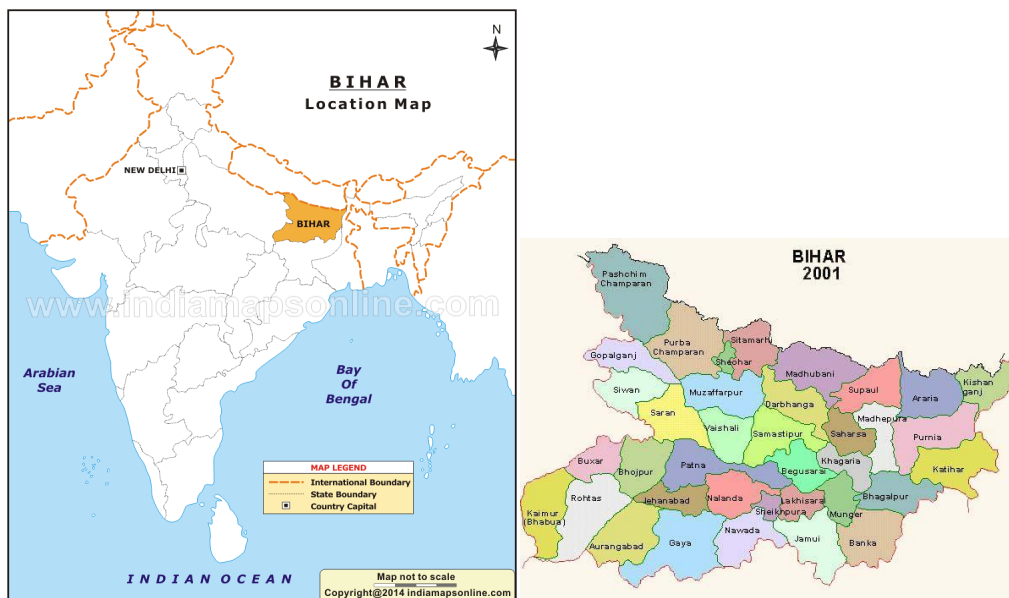 N
BIHAR
Location Map
NEW DELHI
BIHAR
www.indiamapsonline.com
Arabian
Sea
Bay
Of
Bengal
MAP LEGEND
International Boundary
State Boundary
Country Capital
INDIAN OCEAN
Map not to scale
Copyright@2014 indiamapsonline.com
BIHAR
2001
Pashchim
Champaran
Purba
Champaran
Sitamarhi
Sheohar
Gopalganj
Madhubani
Siwan
Muzaffarpur
Darbhanga
Supaul
Araria
Kishan
ganj
Saran
Vaishali
Samastipur
Saharsa
Madhepura
Purnia
Buxar
Bhojpur
Patna
Begusarai
Khagaria
Katihar
Kaimur
(Bhabua)
Rohtas
Jehanabad
Nalanda
Sheikhpura
Lakhisarai
Munger
Bhagalpur
Aurangabad
Gaya
Nawada
Jamui
Banka